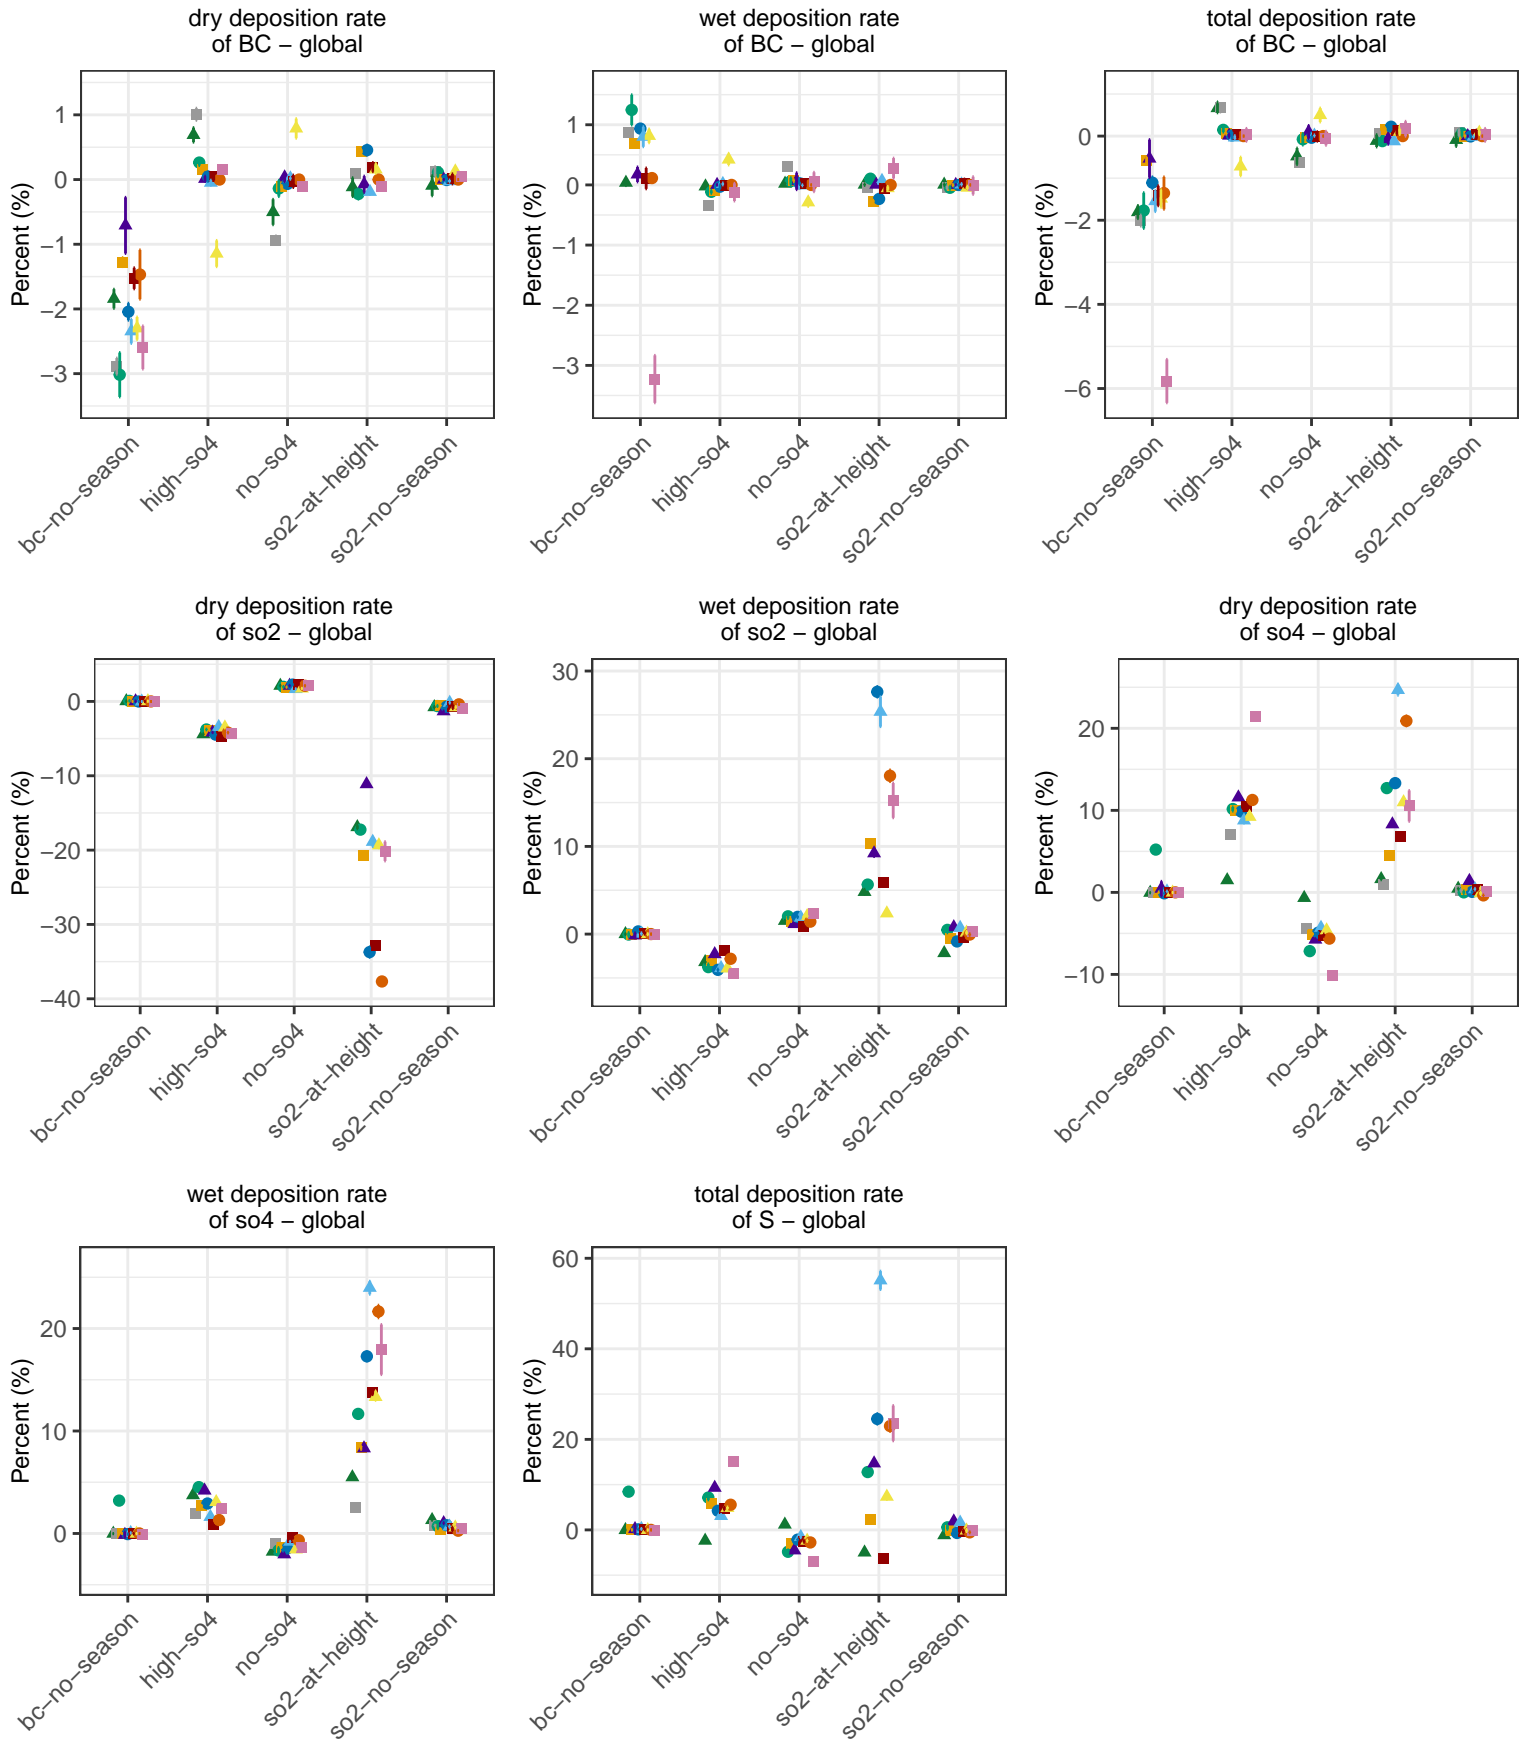 dry deposition rate
of BC − global
wet deposition rate
of BC − global
total deposition rate
of BC − global
Percent (%)
1
0
−1
−2
−3
bc−no−season
high−so4
no−so4
so2−at−height
so2−no−season
Percent (%)
1
0
−1
−2
−3
bc−no−season
high−so4
no−so4
so2−at−height
so2−no−season
Percent (%)
0
−2
−4
−6
bc−no−season
high−so4
no−so4
so2−at−height
so2−no−season
dry deposition rate
of so2 − global
wet deposition rate
of so2 − global
dry deposition rate
of so4 − global
Percent (%)
0
−10
−20
−30
−40
bc−no−season
high−so4
no−so4
so2−at−height
so2−no−season
Percent (%)
30
20
10
0
bc−no−season
high−so4
no−so4
so2−at−height
so2−no−season
Percent (%)
20
10
0
−10
bc−no−season
high−so4
no−so4
so2−at−height
so2−no−season
wet deposition rate
of so4 − global
total deposition rate
of S − global
Percent (%)
20
10
0
bc−no−season
high−so4
no−so4
so2−at−height
so2−no−season
Percent (%)
60
40
20
0
bc−no−season
high−so4
no−so4
so2−at−height
so2−no−season